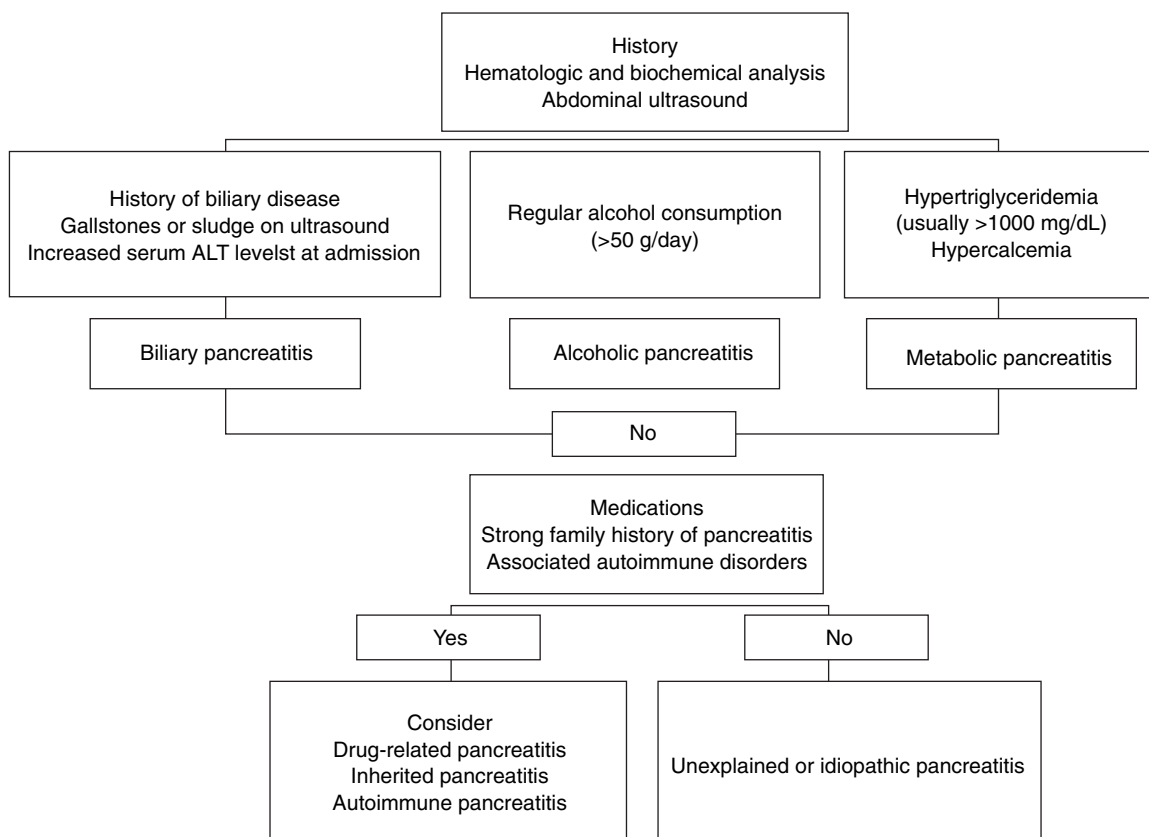 History
Hematologic and biochemical analysis
Abdominal ultrasound
History of biliary disease
Gallstones or sludge on ultrasound
Increased serum ALT levelst at admission
Regular alcohol consumption
(>50 g/day)
Hypertriglyceridemia
(usually >1000 mg/dL)
Hypercalcemia
Biliary pancreatitis
Alcoholic pancreatitis
Metabolic pancreatitis
No
Medications
Strong family history of pancreatitis
Associated autoimmune disorders
Yes
No
Consider
Drug-related pancreatitis
Inherited pancreatitis
Autoimmune pancreatitis
Unexplained or idiopathic pancreatitis